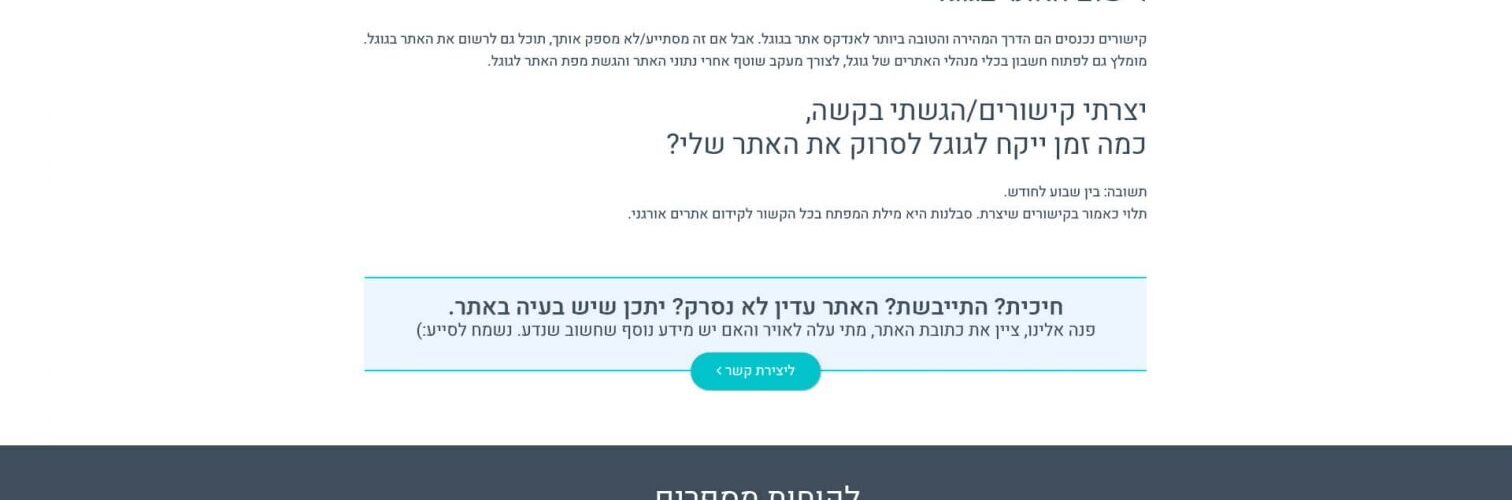 קישורים נכנסים הם הדרך המהירה והטובה ביותר לאנדקס אתר בגוגל. אבל אם זה מסתייע/לא מספק אותך, תוכל גם לרשום את האתר בגוגל.
מומלץ גם לפתוח חשבון בכלי מנהלי האתרים של גוגל, לצורך מעקב שוטף אחרי נתוני האתר והגשת מפת האתר לגוגל.
יצרתי קישורים/הגשתי בקשה,
כמה זמן ייקח לגוגל לסרוק את האתר שלי?
תשובה: בין שבוע לחודש.
תלוי כאמור בקישורים שיצרת. סבלנות היא מילת המפתח בכל הקשור לקידום אתרים אורגני.
חיכית? התייבשת? האתר עדין לא נסרק? יתכן שיש בעיה באתר.
פנה אלינו, ציין את כתובת האתר, מתי עלה לאויר והאם יש מידע נוסף שחשוב שנדע. נשמח לסייע:)
ליצירת קשר >
לקוחות מספרים